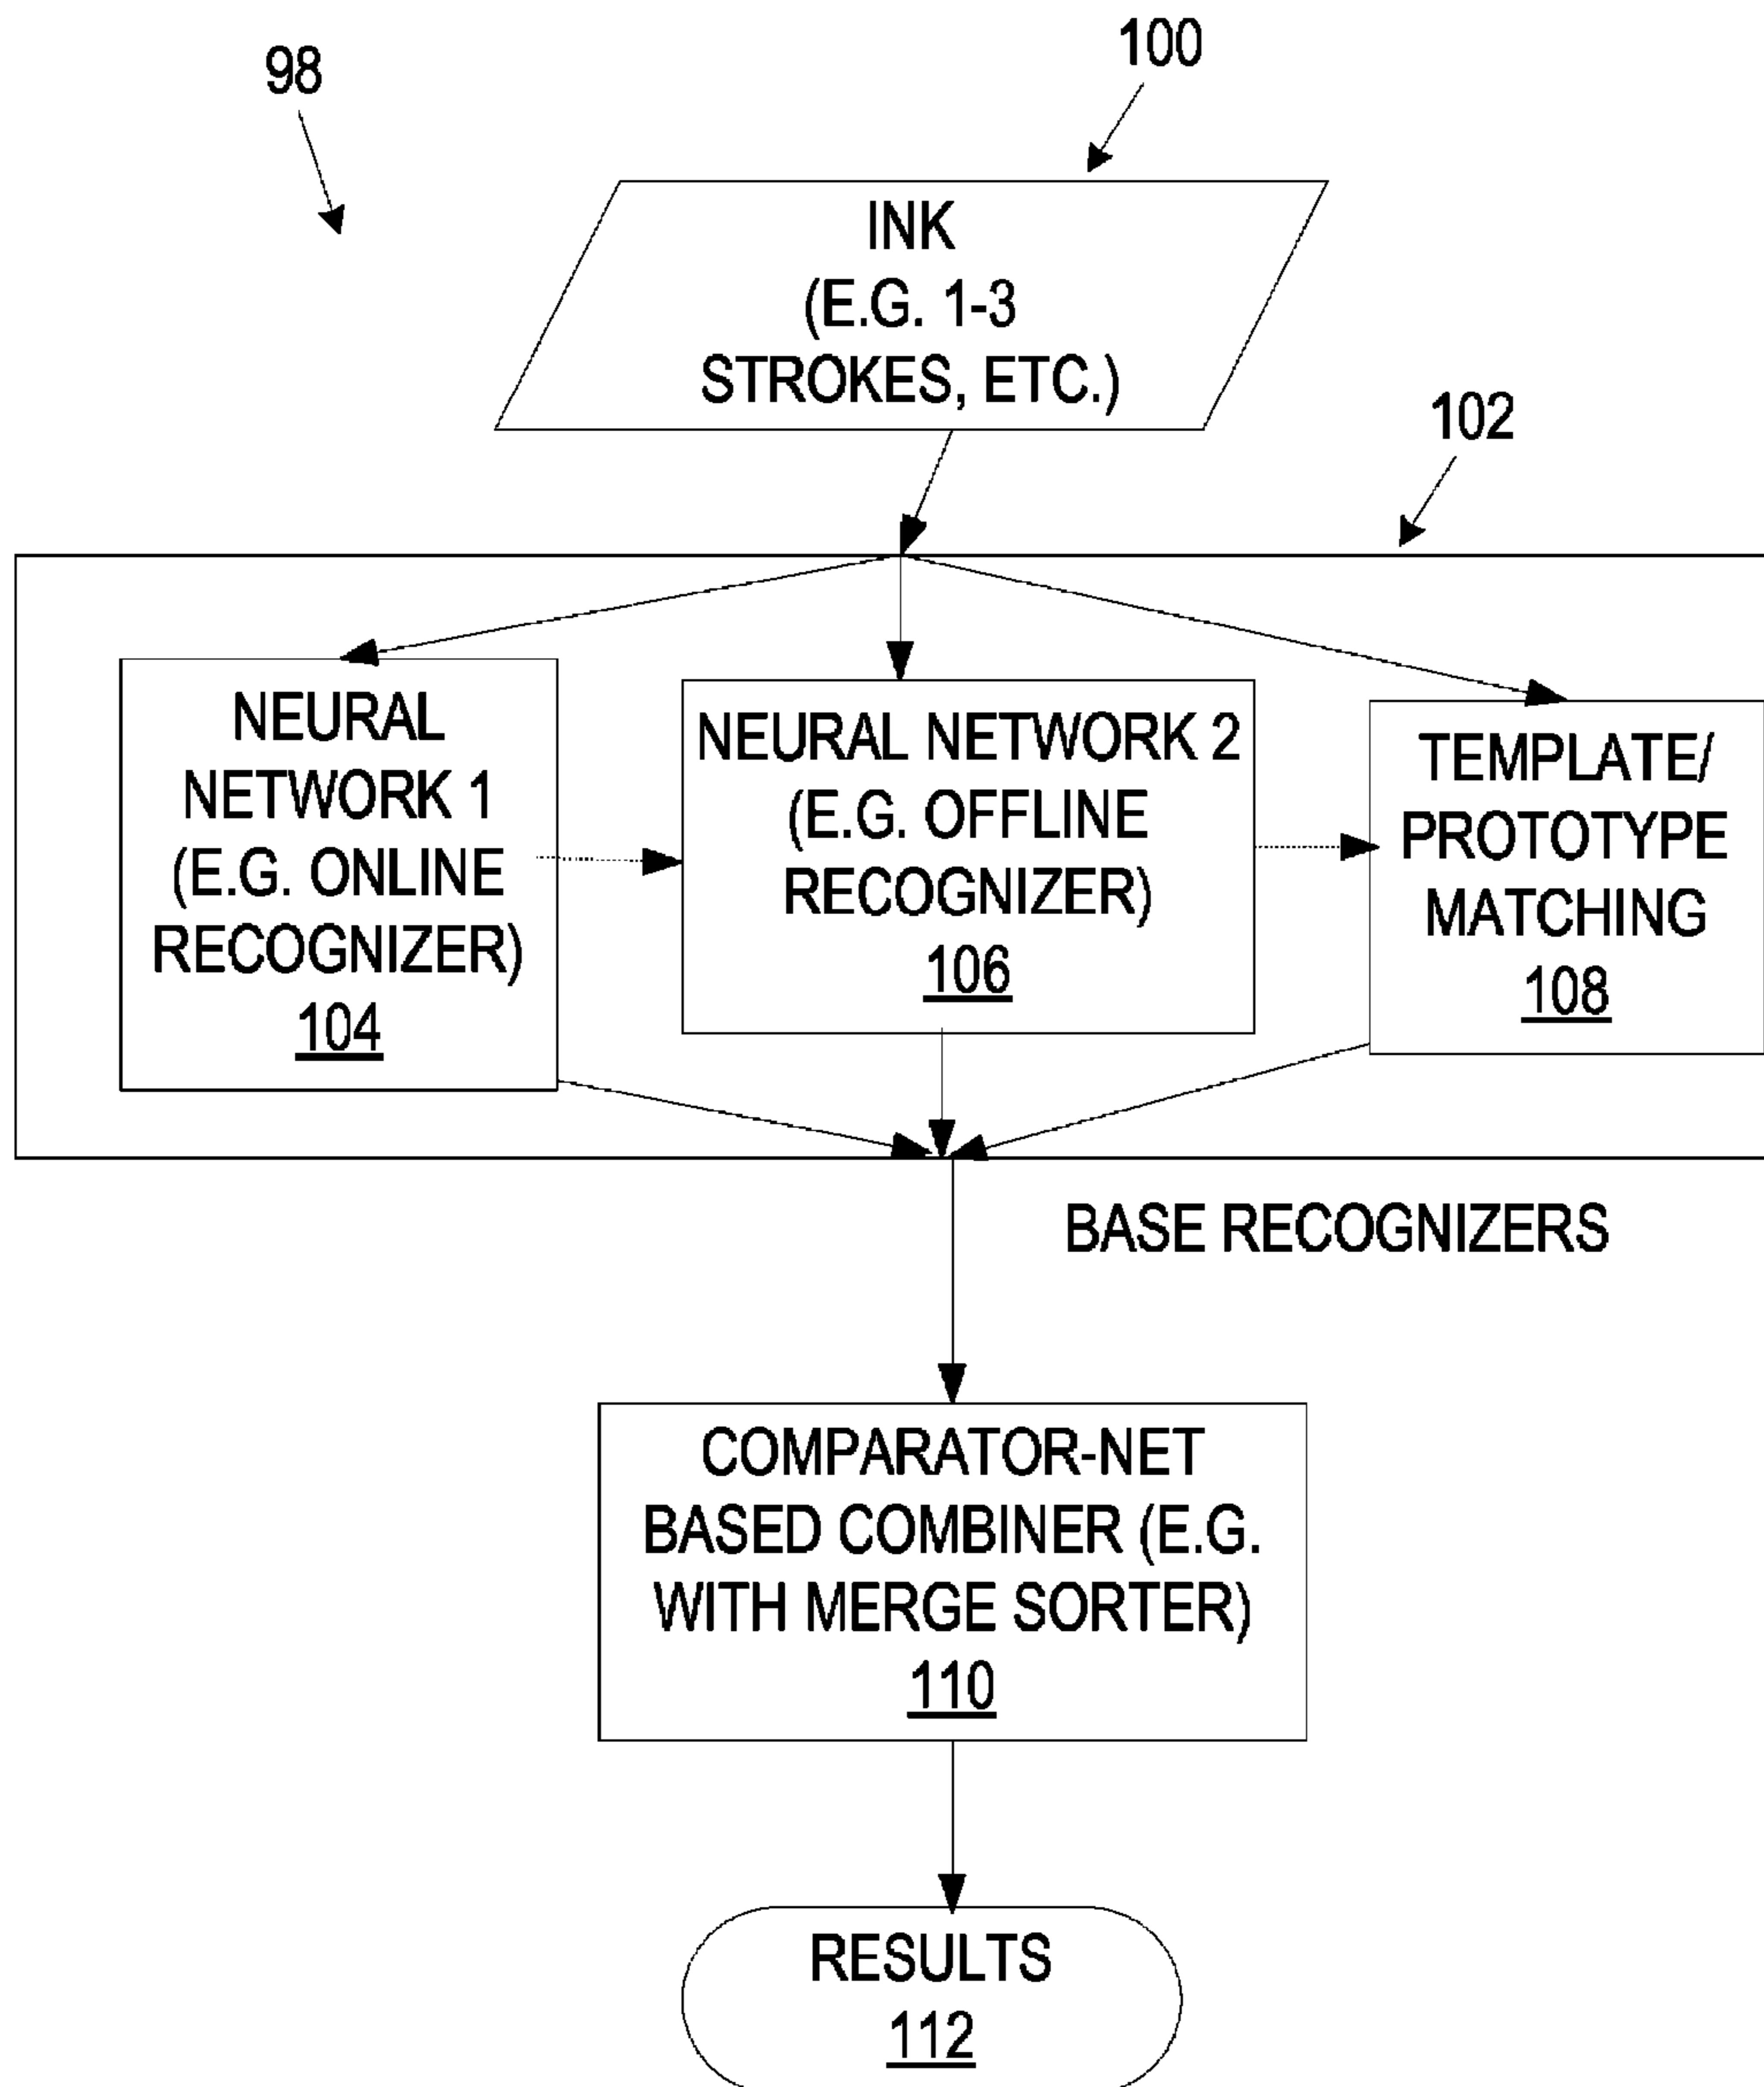 98
100
INK
(E.G. 1-3
STROKES, ETC.)
102
NEURAL
NETWORK 1
(E.G. ONLINE
RECOGNIZER)
104
NEURAL NETWORK 2
(E.G. OFFLINE
RECOGNIZER)
106
TEMPLATE/
PROTOTYPE
MATCHING
108
BASE RECOGNIZERS
COMPARATOR-NET
BASED COMBINER (E.G.
WITH MERGE SORTER)
110
RESULTS
112